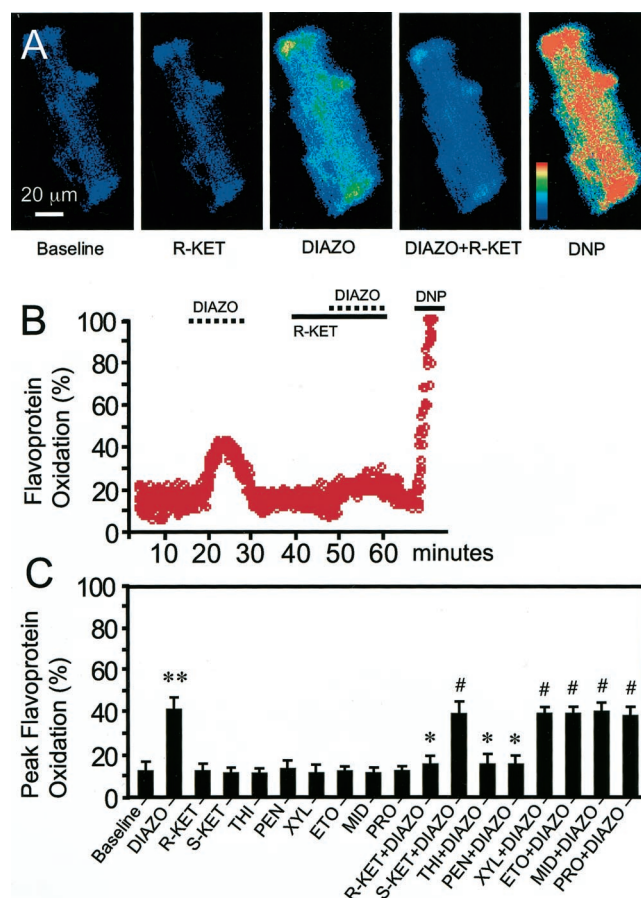 A
20 μm
Baseline
R-KET
DIAZO
DIAZO+R-KET
DNP
B
DIAZO
DIAZO
DNP
R-KET
Flavoprotein
Oxidation (%)
100
80
60
40
20
0
10 20 30 40 50 60 minutes
C
Peak Flavoprotein
Oxidation (%)
100
80
60
40
20
0
** * # * * # # # #
Baseline
DIAZO
R-KET
S-KET
THI
PEN
XYL
ETO
MID
PRO
R-KET+DIAZO
S-KET+DIAZO
THI+DIAZO
PEN+DIAZO
XYL+DIAZO
ETO+DIAZO
MID+DIAZO
PRO+DIAZO